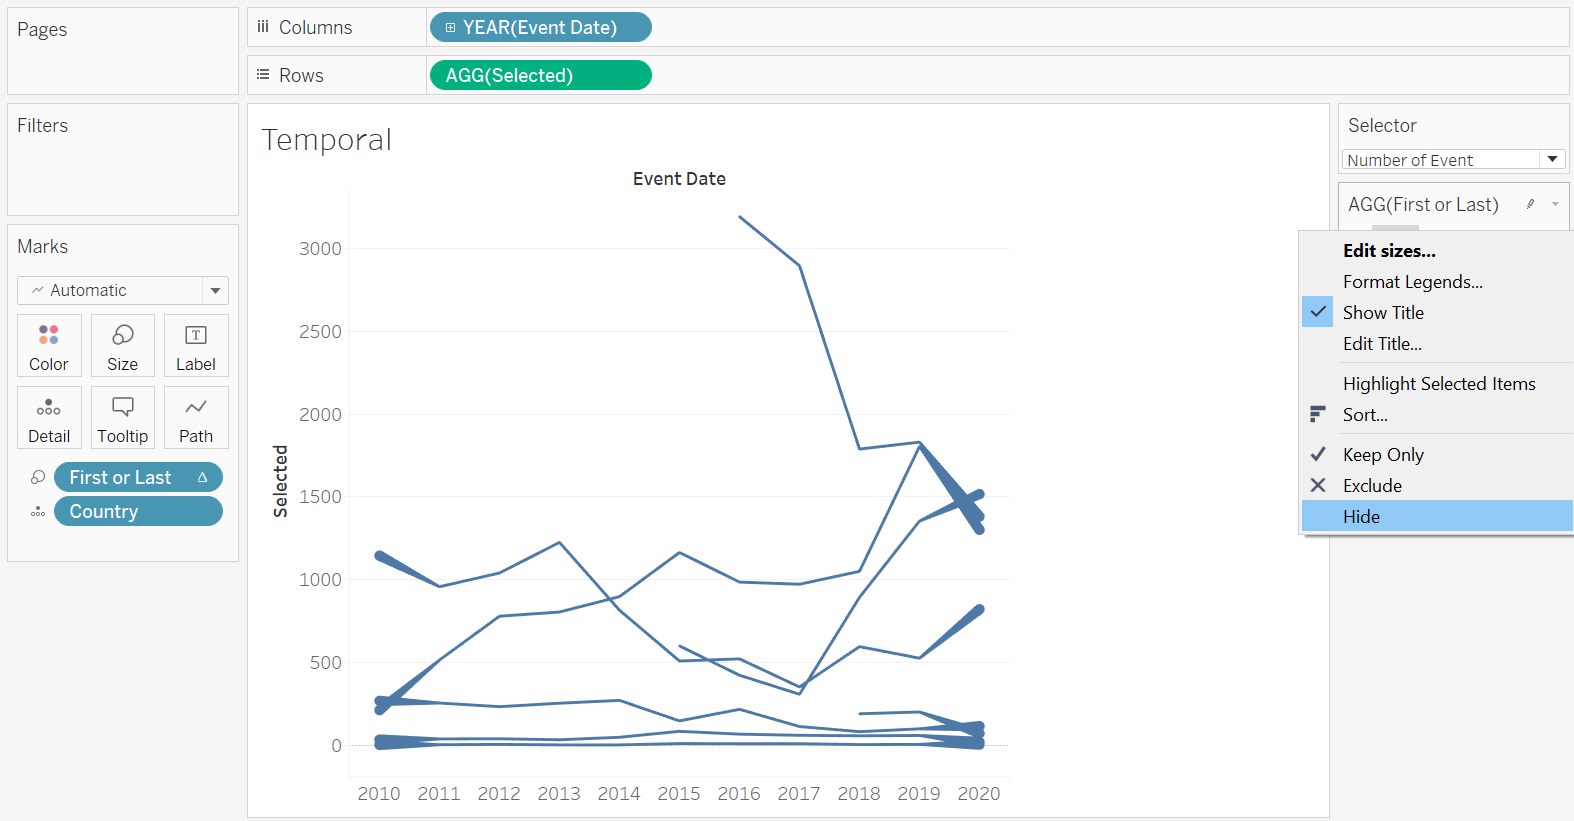 Pages
Columns
YEAR(Event Date)
Rows
AGG(Selected)
Filters
Marks
Automatic
Color
Size
Label
Detail
Tooltip
Path
First or Last
Country
Temporal
Event Date
Selected
3000
2500
2000
1500
1000
500
0
2010 2011 2012 2013 2014 2015 2016 2017 2018 2019 2020
Selector
Number of Event
AGG(First or Last)
Edit sizes...
Format Legends...
Show Title
Edit Title...
Highlight Selected Items
Sort...
Keep Only
Exclude
Hide